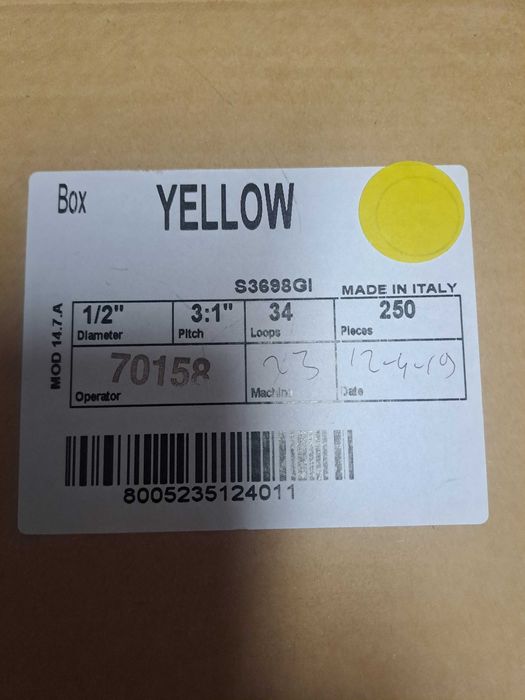 Box YELLOW
S3698GI MADE IN ITALY
MOD 14.7.A
1/2" 3:1" 34 250
Diameter Pitch Loops Pieces
70158 23 12-4-19
Operator Machine Date
8005235124011